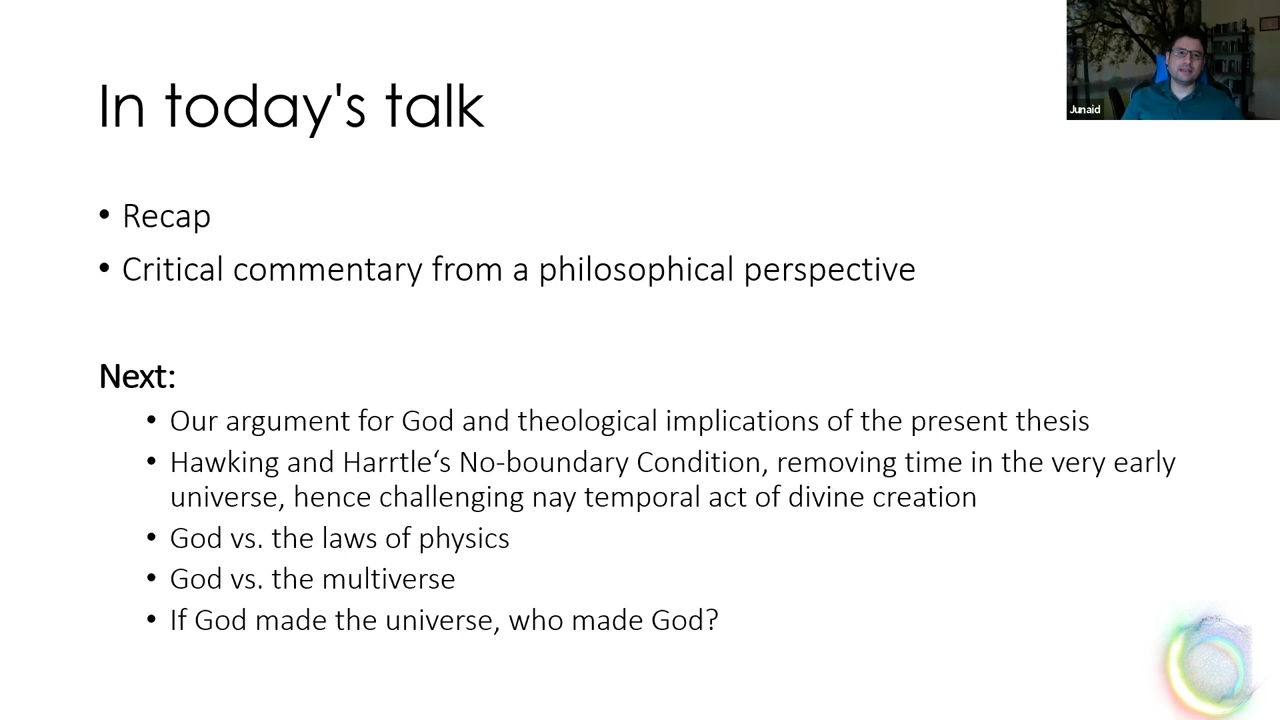 In today's talk
Junaid
• Recap
• Critical commentary from a philosophical perspective
Next:
• Our argument for God and theological implications of the present thesis
• Hawking and Harrtle‘s No-boundary Condition, removing time in the very early
universe, hence challenging nay temporal act of divine creation
• God vs. the laws of physics
• God vs. the multiverse
• If God made the universe, who made God?